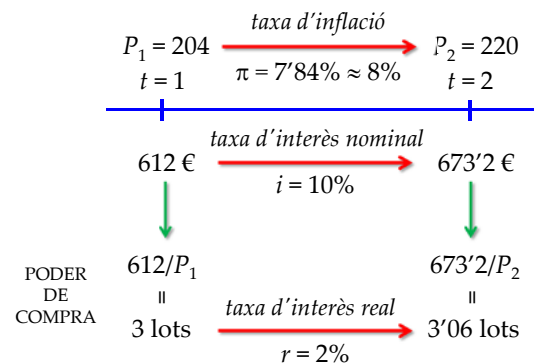 taxa d'inflació
P₁ = 204 P₂ = 220
π = 7'84% ≈ 8%
t = 1 t = 2
taxa d'interès nominal
612 € 673'2 €
i = 10%
612/P₁ 673'2/P₂
PODER
DE
COMPRA
= =
taxa d'interès real
3 lots 3'06 lots
r = 2%